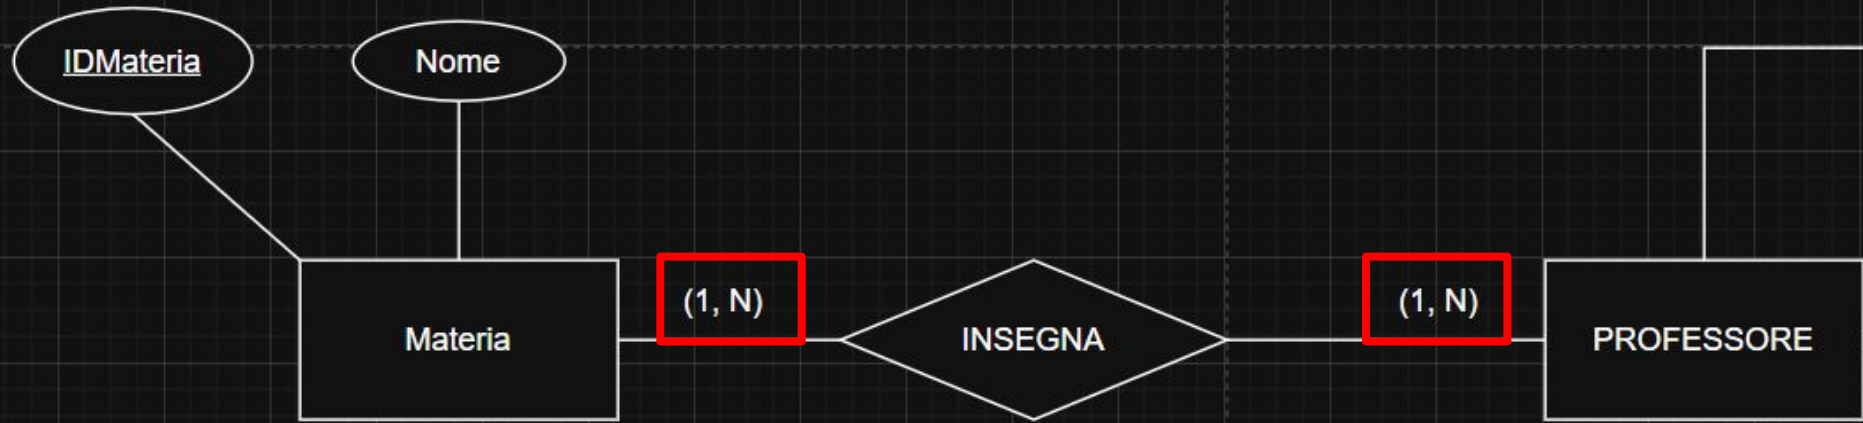 IDMateria
Nome
(1, N)
(1, N)
Materia
INSEGNA
PROFESSORE